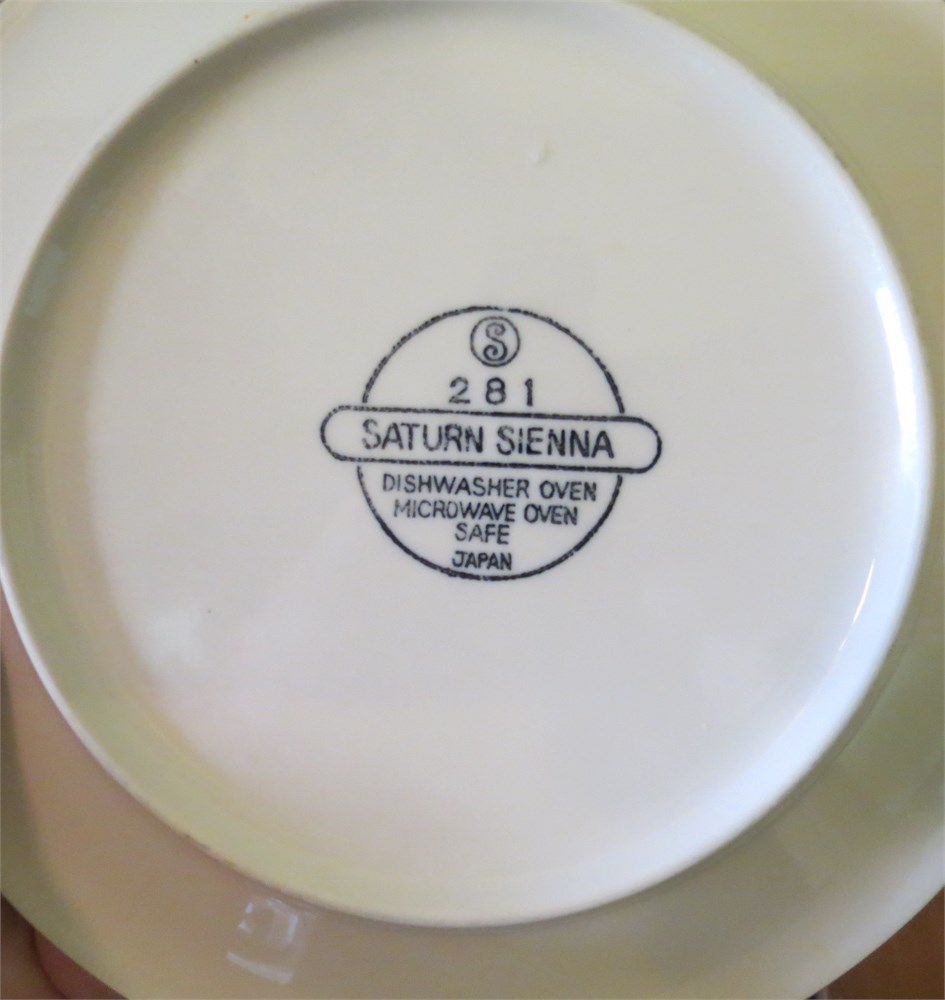 S
281
SATURN SIENNA
DISHWASHER OVEN
MICROWAVE OVEN
SAFE
JAPAN